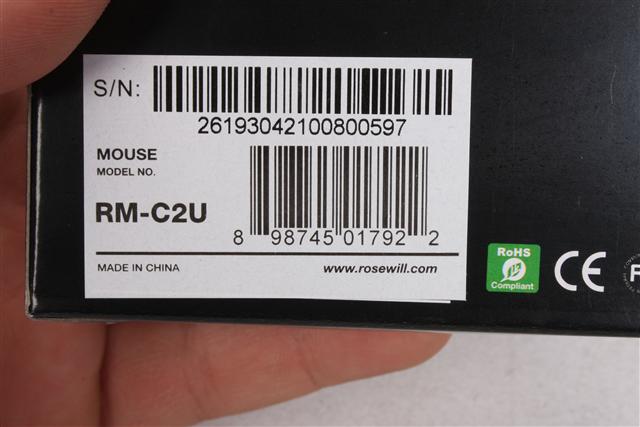 S/N:
26193042100800597
MOUSE
MODEL NO.
RM-C2U
8 98745 01792 2
MADE IN CHINA
www.rosewill.com
RoHS
Compliant
CE